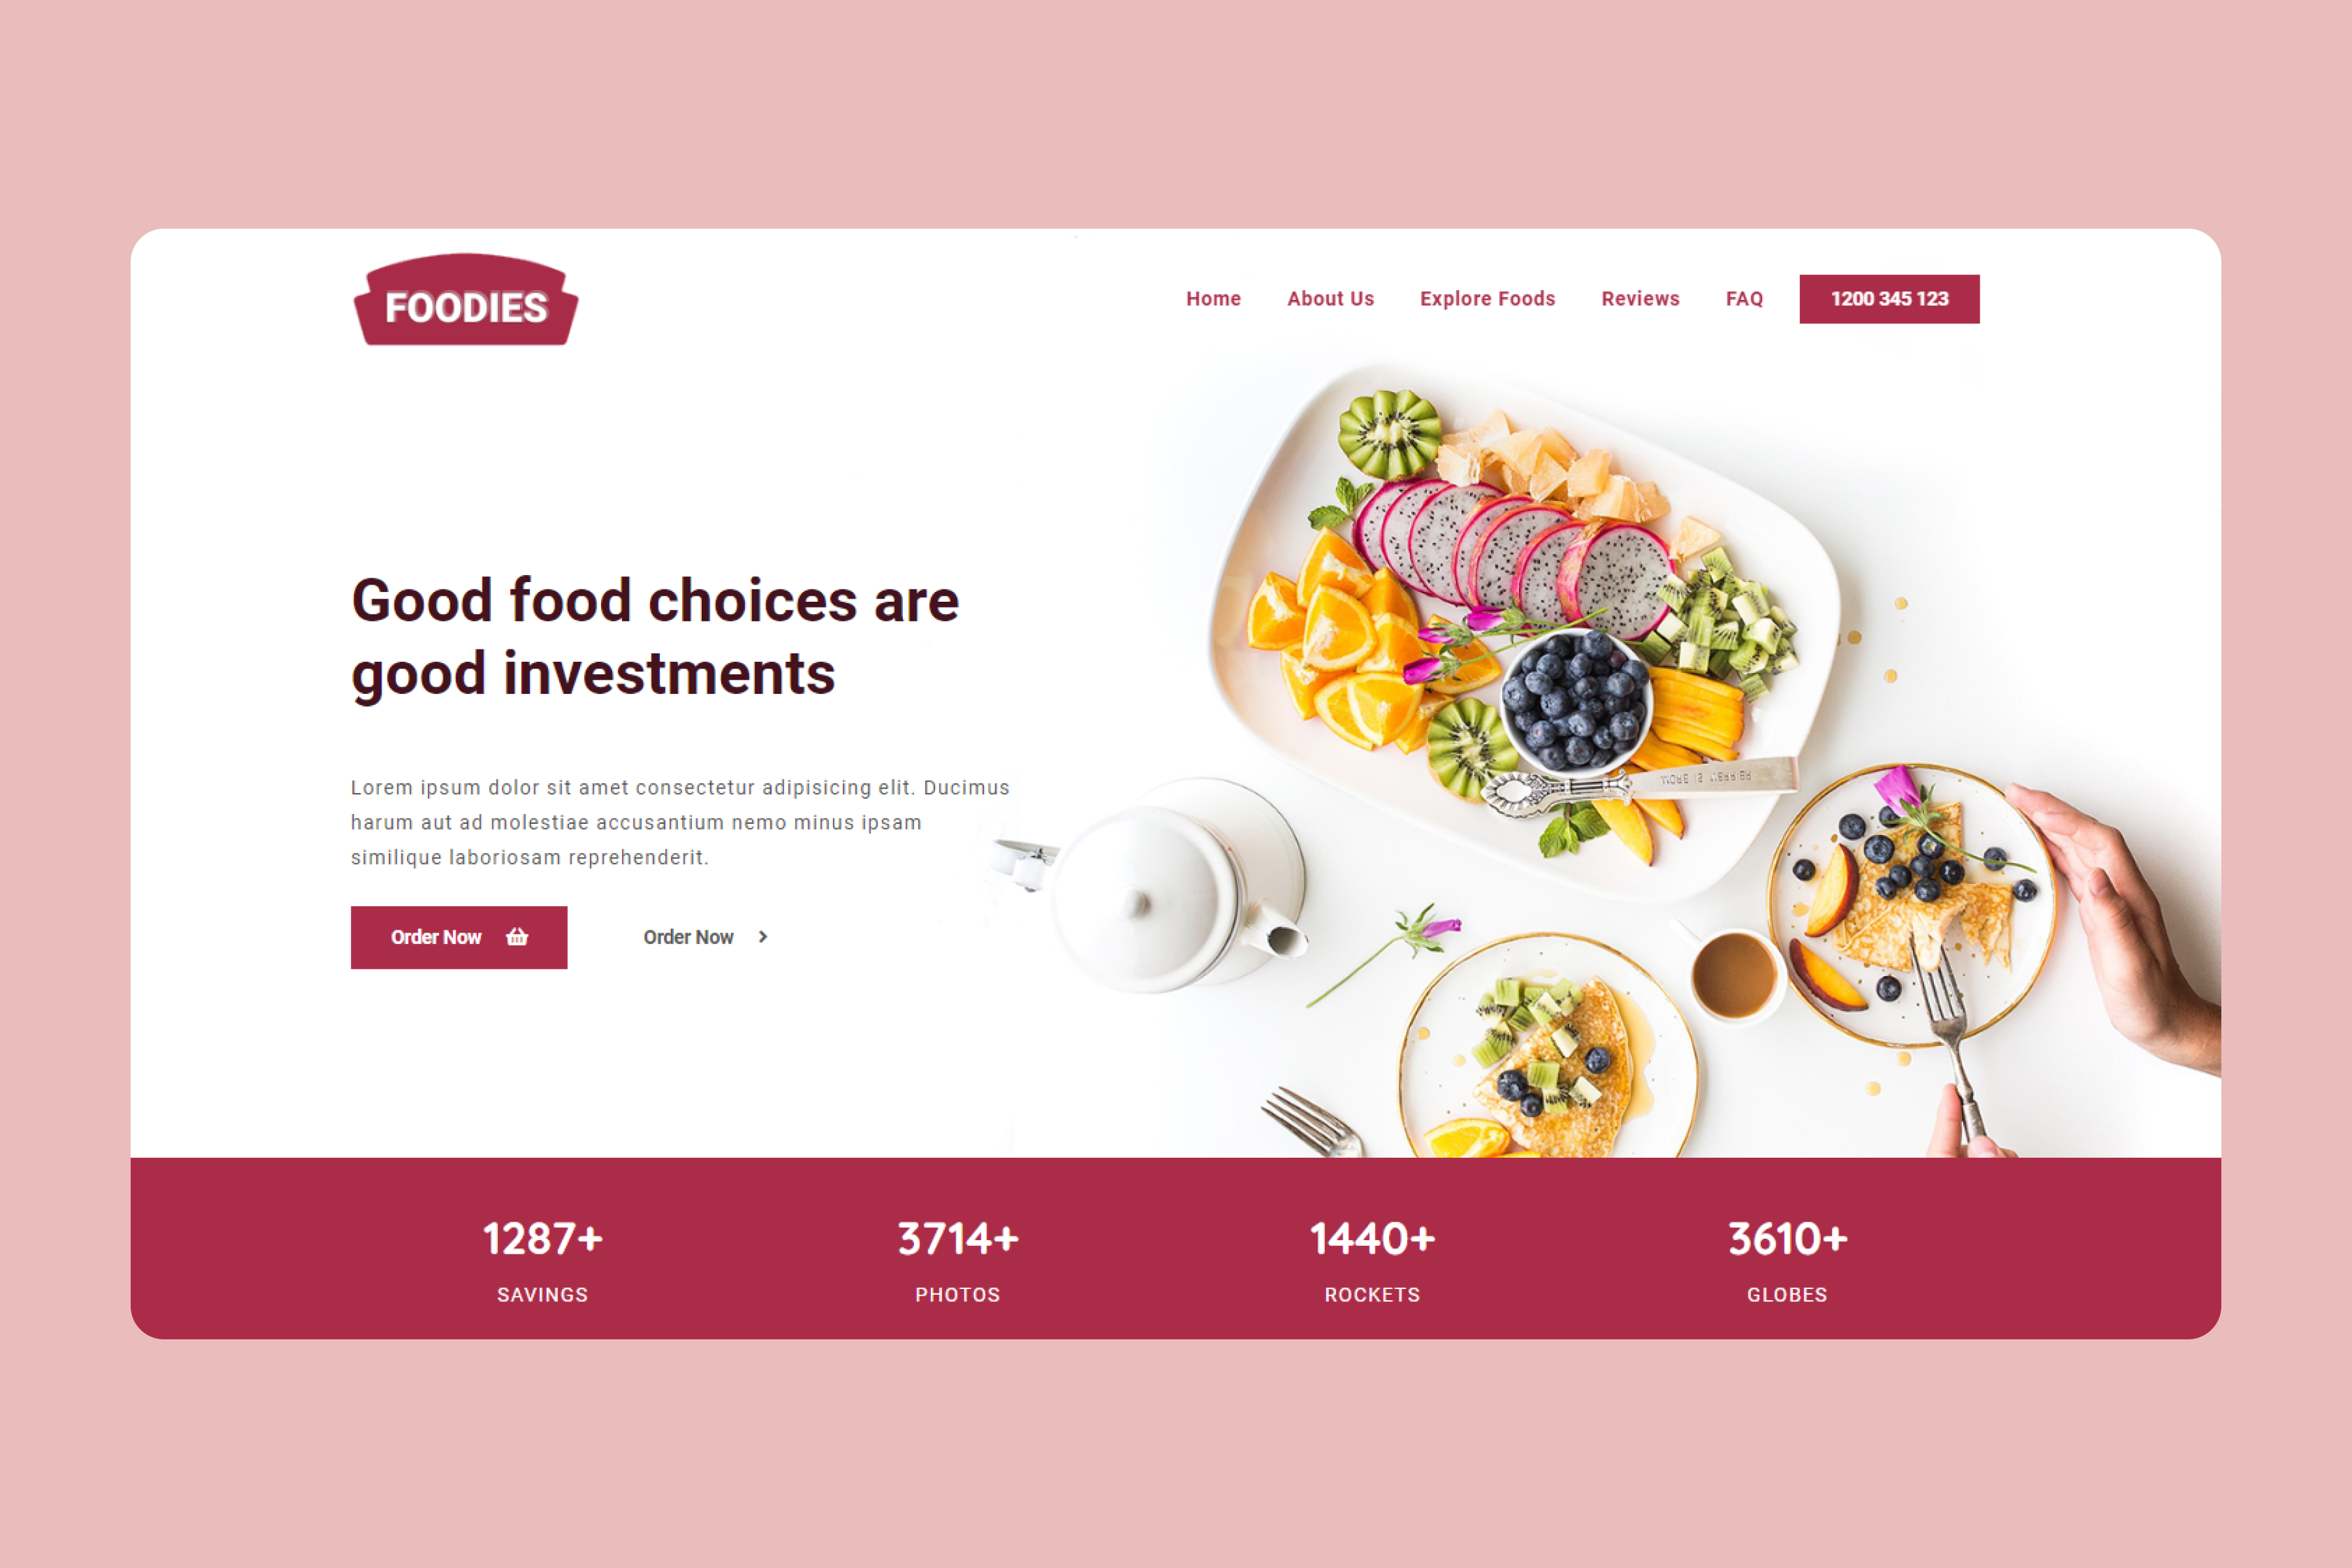 FOODIES
Home About Us Explore Foods Reviews FAQ 1200 345 123
Good food choices are
good investments
Lorem ipsum dolor sit amet consectetur adipisicing elit. Ducimus
harum aut ad molestiae accusantium nemo minus ipsam
similique laboriosam reprehenderit.
Order Now Order Now
1287+ 3714+ 1440+ 3610+
SAVINGS PHOTOS ROCKETS GLOBES